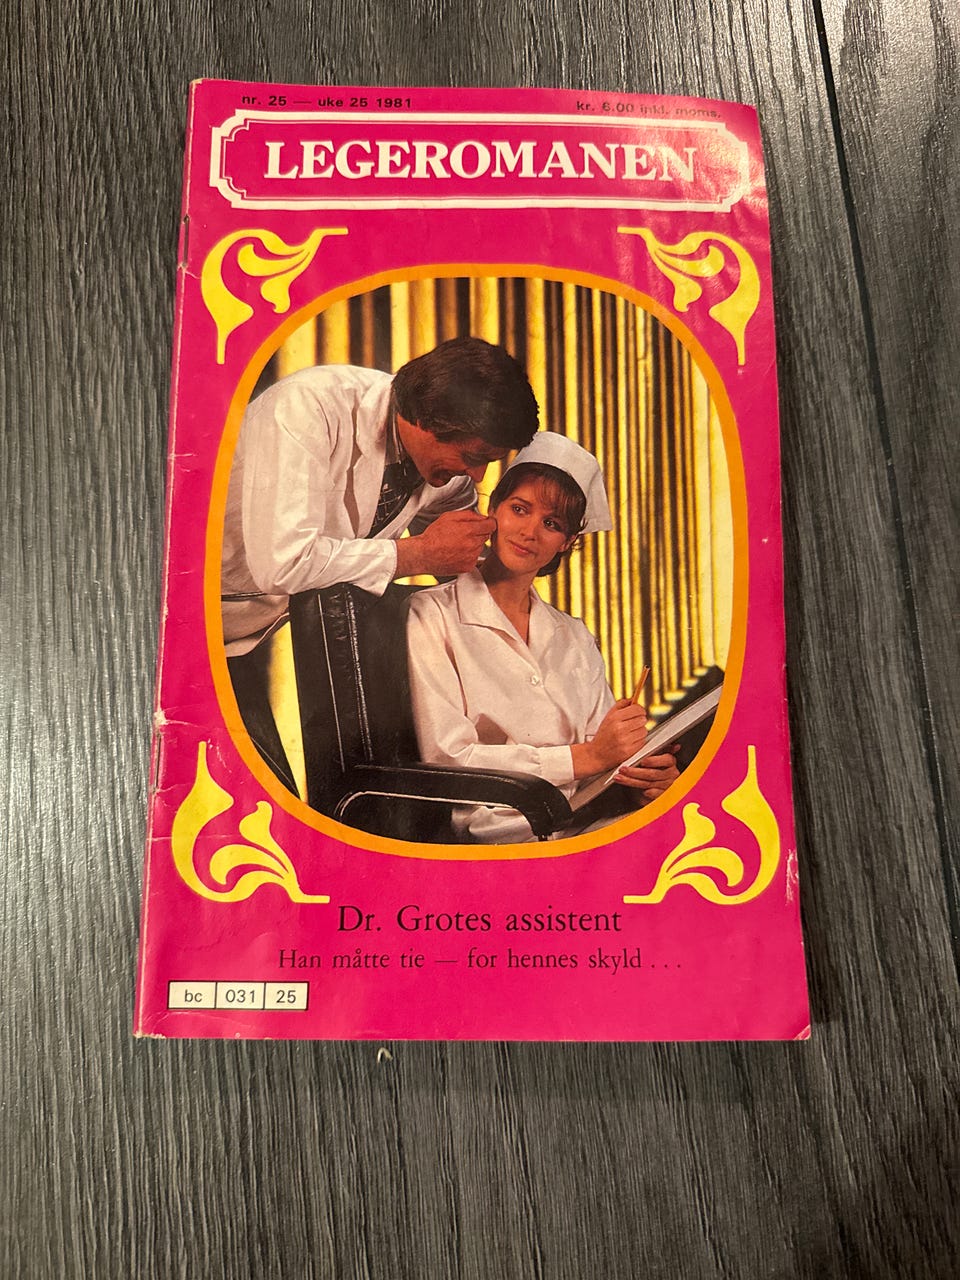 nr. 25 — uke 25 1981
kr. 6.00 inkl. moms.
LEGEROMANEN
Dr. Grotes assistent
Han måtte tie — for hennes skyld . . .
bc 031 25